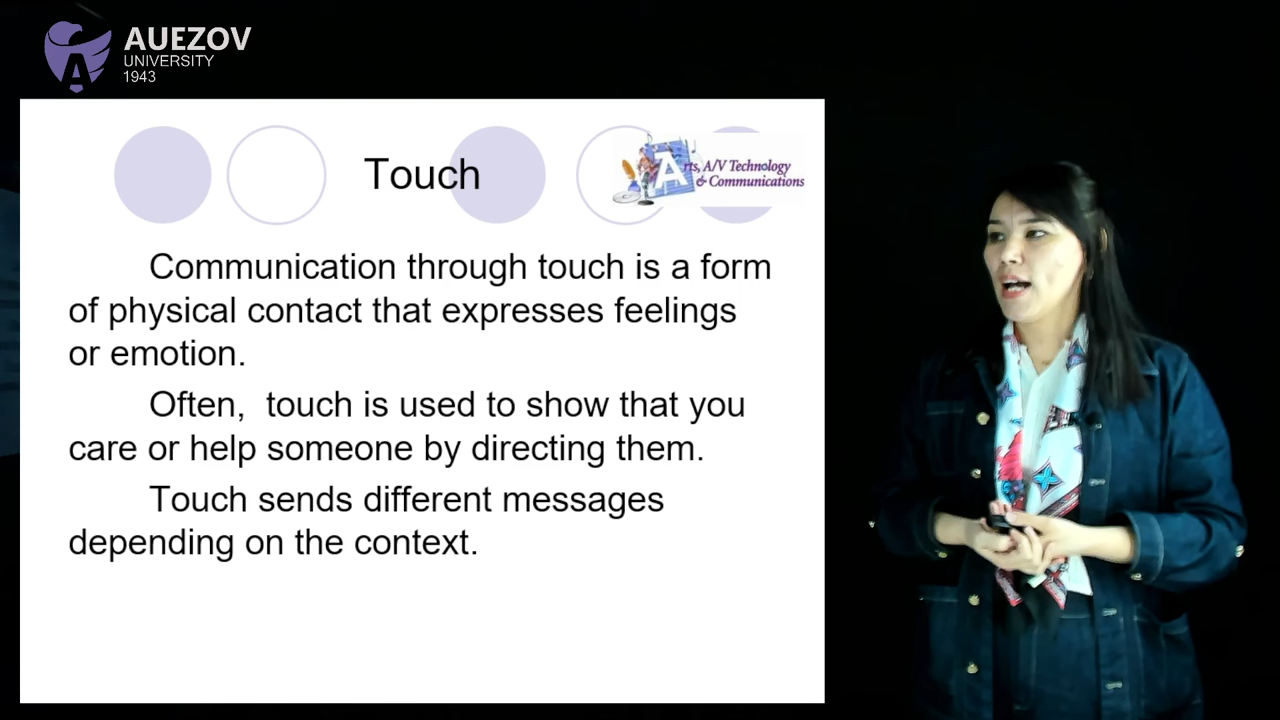 AUEZOV
UNIVERSITY
1943
Touch
Arts, A/V Technology
& Communications
Communication through touch is a form
of physical contact that expresses feelings
or emotion.
Often,  touch is used to show that you
care or help someone by directing them.
Touch sends different messages
depending on the context.